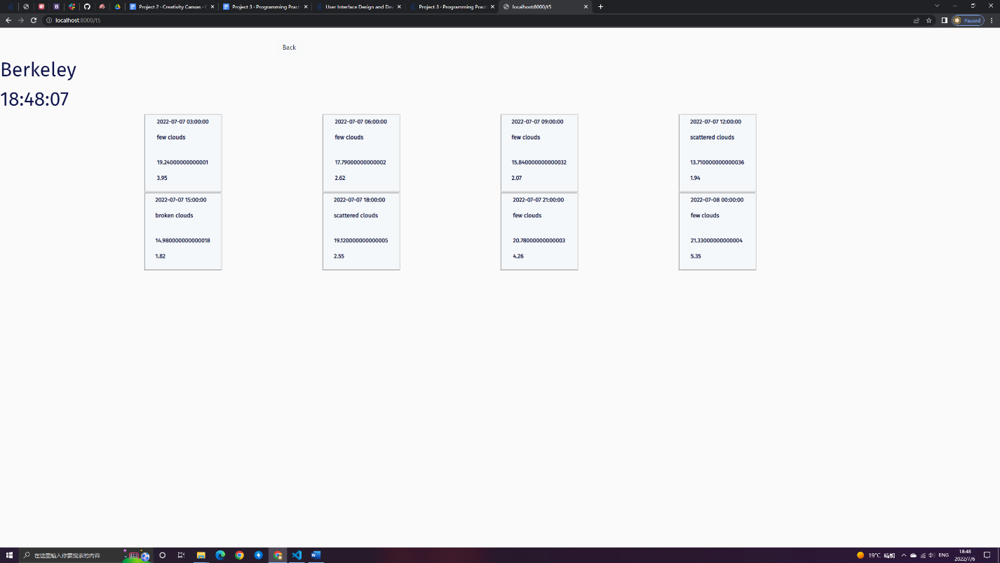 Project 2 - Creativity Canvas - G
Project 3 - Programming Practi
User Interface Design and Dev
Project 3 - Programming Practi
localhost:8000/t5
localhost:8000/t5
Paused
Back
Berkeley
18:48:07
2022-07-07 03:00:00
few clouds
19.24000000000001
3.95
2022-07-07 06:00:00
few clouds
17.79000000000002
2.62
2022-07-07 09:00:00
few clouds
15.840000000000032
2.07
2022-07-07 12:00:00
scattered clouds
13.710000000000036
1.94
2022-07-07 15:00:00
broken clouds
14.980000000000018
1.82
2022-07-07 18:00:00
scattered clouds
19.120000000000005
2.55
2022-07-07 21:00:00
few clouds
20.78000000000003
4.26
2022-07-08 00:00:00
few clouds
21.33000000000004
5.35
在这里输入你要搜索的内容
19°C 晴朗
ENG
18:48
2022/7/6